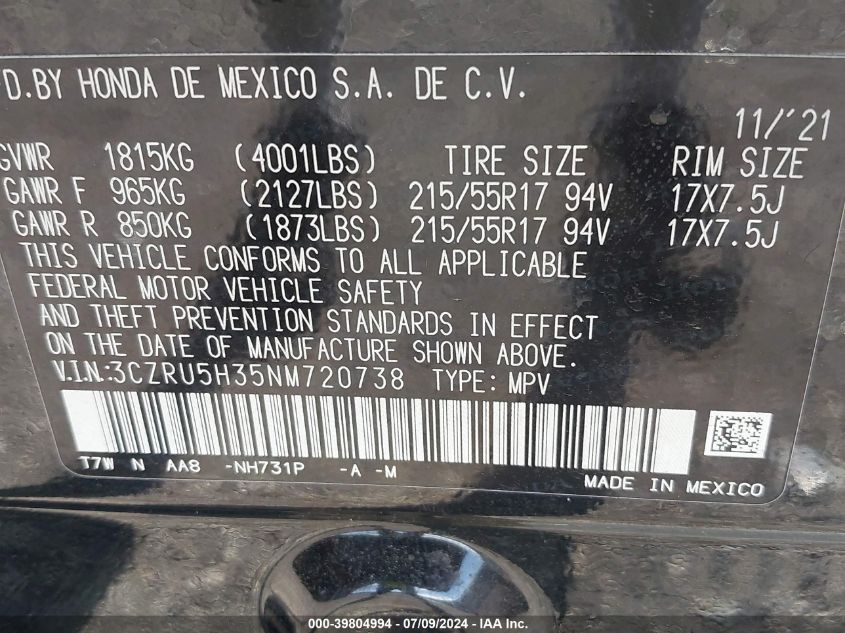 FD.BY HONDA DE MEXICO S.A. DE C.V.
11/'21
GVWR 1815KG (4001LBS) TIRE SIZE RIM SIZE
GAWR F 965KG (2127LBS) 215/55R17 94V 17X7.5J
GAWR R 850KG (1873LBS) 215/55R17 94V 17X7.5J
THIS VEHICLE CONFORMS TO ALL APPLICABLE
FEDERAL MOTOR VEHICLE SAFETY
AND THEFT PREVENTION STANDARDS IN EFFECT
ON THE DATE OF MANUFACTURE SHOWN ABOVE.
V.I.N:3CZRU5H35NM720738 TYPE: MPV
T7W N AA8 -NH731P -A -M
MADE IN MEXICO
000-39804994 - 07/09/2024 - IAA Inc.